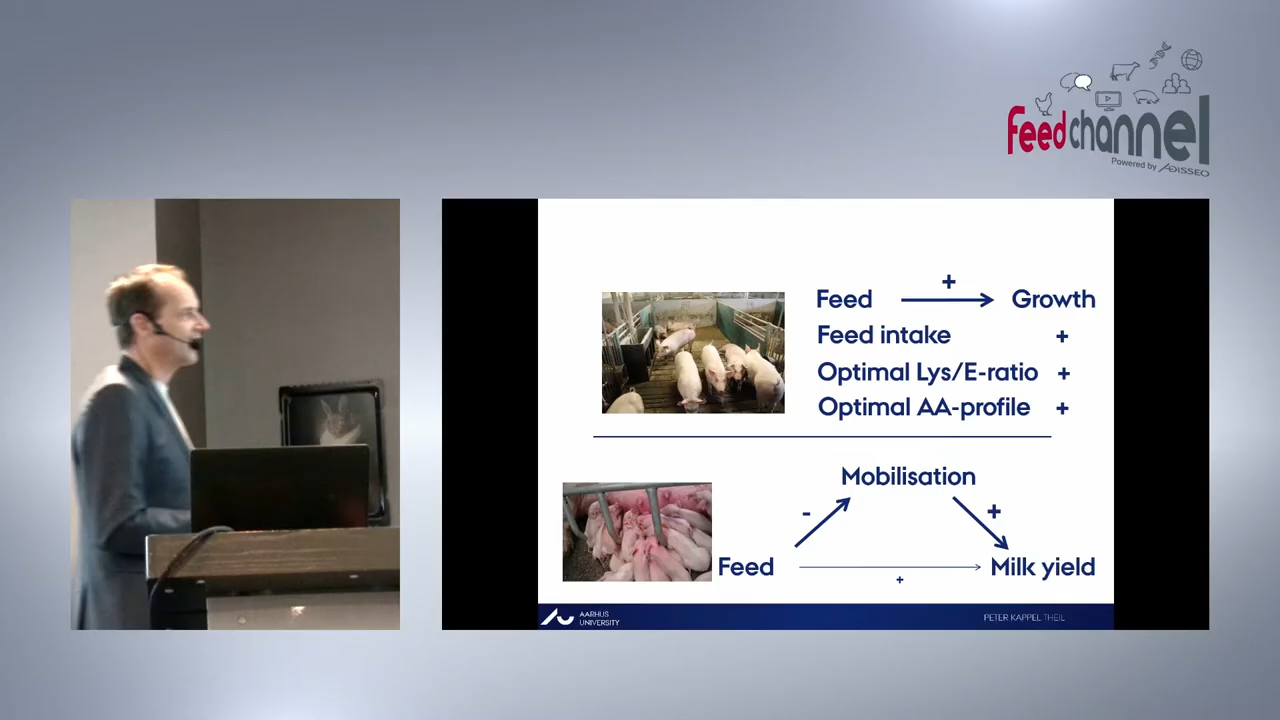 feedchannel
Powered by ADISSEO
+
Feed Growth
Feed intake +
Optimal Lys/E-ratio +
Optimal AA-profile +
Mobilisation
- +
Feed Milk yield
+
AARHUS
UNIVERSITY
PETER KAPPEL THEIL